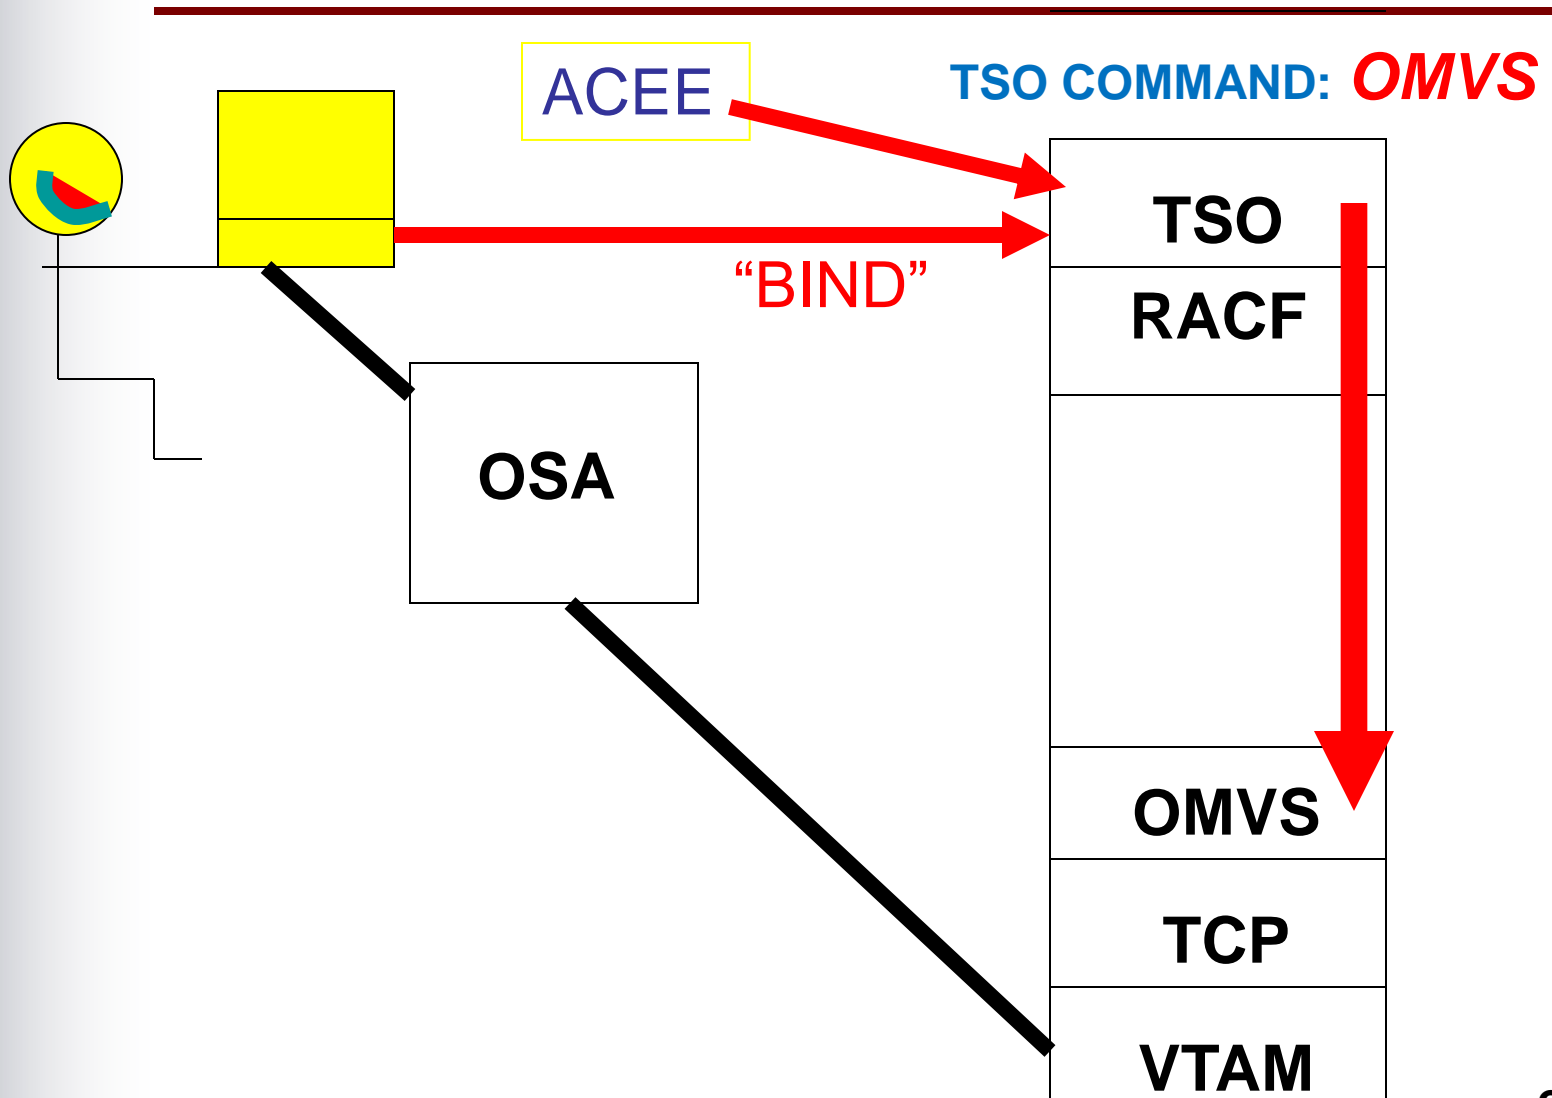 TSO COMMAND: OMVS
ACEE
TSO
“BIND”
RACF
OSA
OMVS
TCP
VTAM